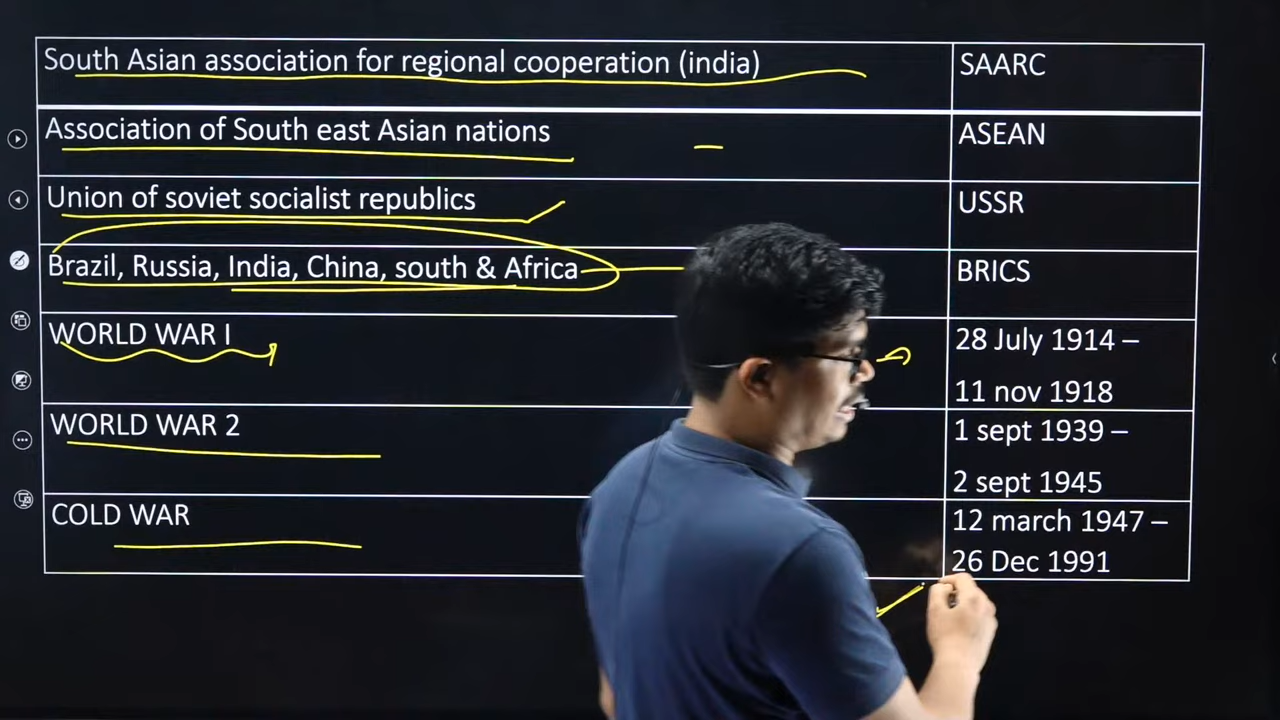 South Asian association for regional cooperation (india) SAARC
Association of South east Asian nations ASEAN
Union of soviet socialist republics USSR
Brazil, Russia, India, China, south & Africa BRICS
WORLD WAR I 28 July 1914 –
11 nov 1918
WORLD WAR 2 1 sept 1939 –
2 sept 1945
COLD WAR 12 march 1947 –
26 Dec 1991